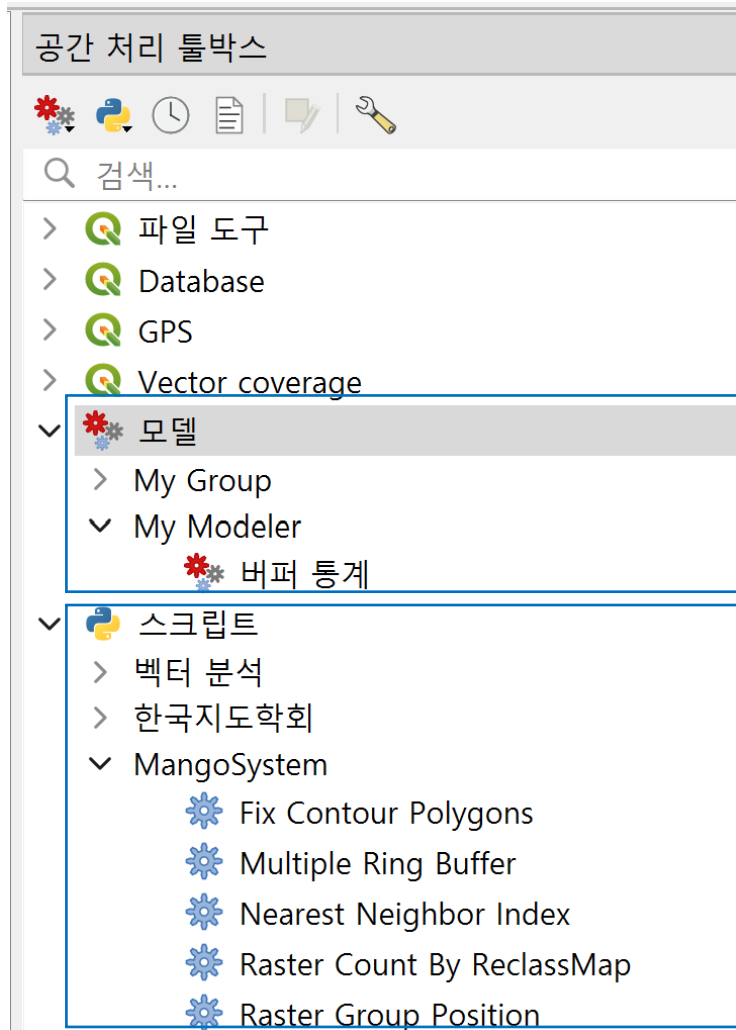 공간 처리 툴박스
검색...
파일 도구
Database
GPS
Vector coverage
모델
My Group
My Modeler
버퍼 통계
스크립트
벡터 분석
한국지도학회
MangoSystem
Fix Contour Polygons
Multiple Ring Buffer
Nearest Neighbor Index
Raster Count By ReclassMap
Raster Group Position